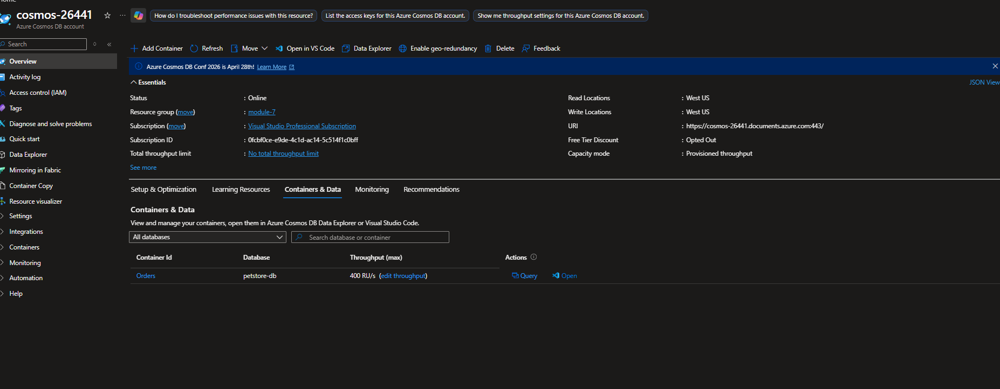 Home
cosmos-26441
Azure Cosmos DB account
How do I troubleshoot performance issues with this resource?
List the access keys for this Azure Cosmos DB account.
Show me throughput settings for this Azure Cosmos DB account.
Search
Add Container Refresh Move Open in VS Code Data Explorer Enable geo-redundancy Delete Feedback
Overview
Activity log
Access control (IAM)
Tags
Diagnose and solve problems
Quick start
Data Explorer
Mirroring in Fabric
Container Copy
Resource visualizer
Settings
Integrations
Containers
Monitoring
Automation
Help
Azure Cosmos DB Conf 2026 is April 28th! Learn More
Essentials
JSON View
Status : Online
Resource group (move) : module-7
Subscription (move) : Visual Studio Professional Subscription
Subscription ID : 0fcbf0ce-e9de-4c1d-ac14-5c514f1c0bff
Total throughput limit : No total throughput limit
See more
Read Locations : West US
Write Locations : West US
URI : https://cosmos-26441.documents.azure.com:443/
Free Tier Discount : Opted Out
Capacity mode : Provisioned throughput
Setup & Optimization Learning Resources Containers & Data Monitoring Recommendations
Containers & Data
View and manage your containers, open them in Azure Cosmos DB Data Explorer or Visual Studio Code.
All databases
Search database or container
Container Id Database Throughput (max) Actions
Orders petstore-db 400 RU/s (edit throughput) Query Open